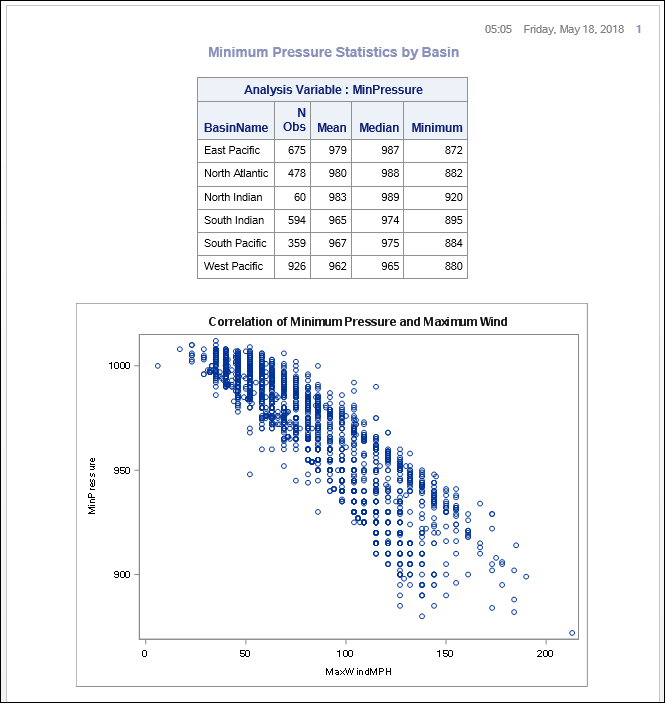 05:05 Friday, May 18, 2018 1
Minimum Pressure Statistics by Basin
Analysis Variable : MinPressure
BasinName N Obs Mean Median Minimum
East Pacific 675 979 987 872
North Atlantic 478 980 988 882
North Indian 60 983 989 920
South Indian 594 965 974 895
South Pacific 359 967 975 884
West Pacific 926 962 965 880
Correlation of Minimum Pressure and Maximum Wind
1000
950
900
MinPressure
0 50 100 150 200
MaxWindMPH